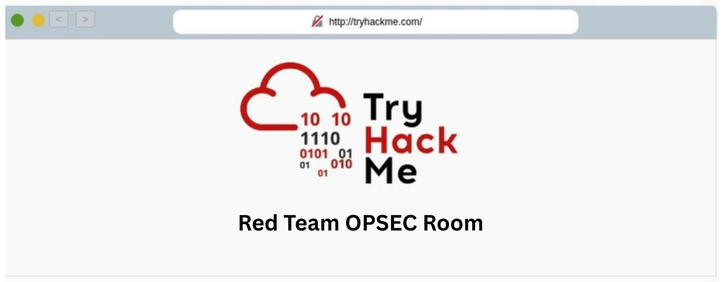 < >
http://tryhackme.com/
Try
Hack
Me
10 10
1110
0101 01
01 010
01
Red Team OPSEC Room